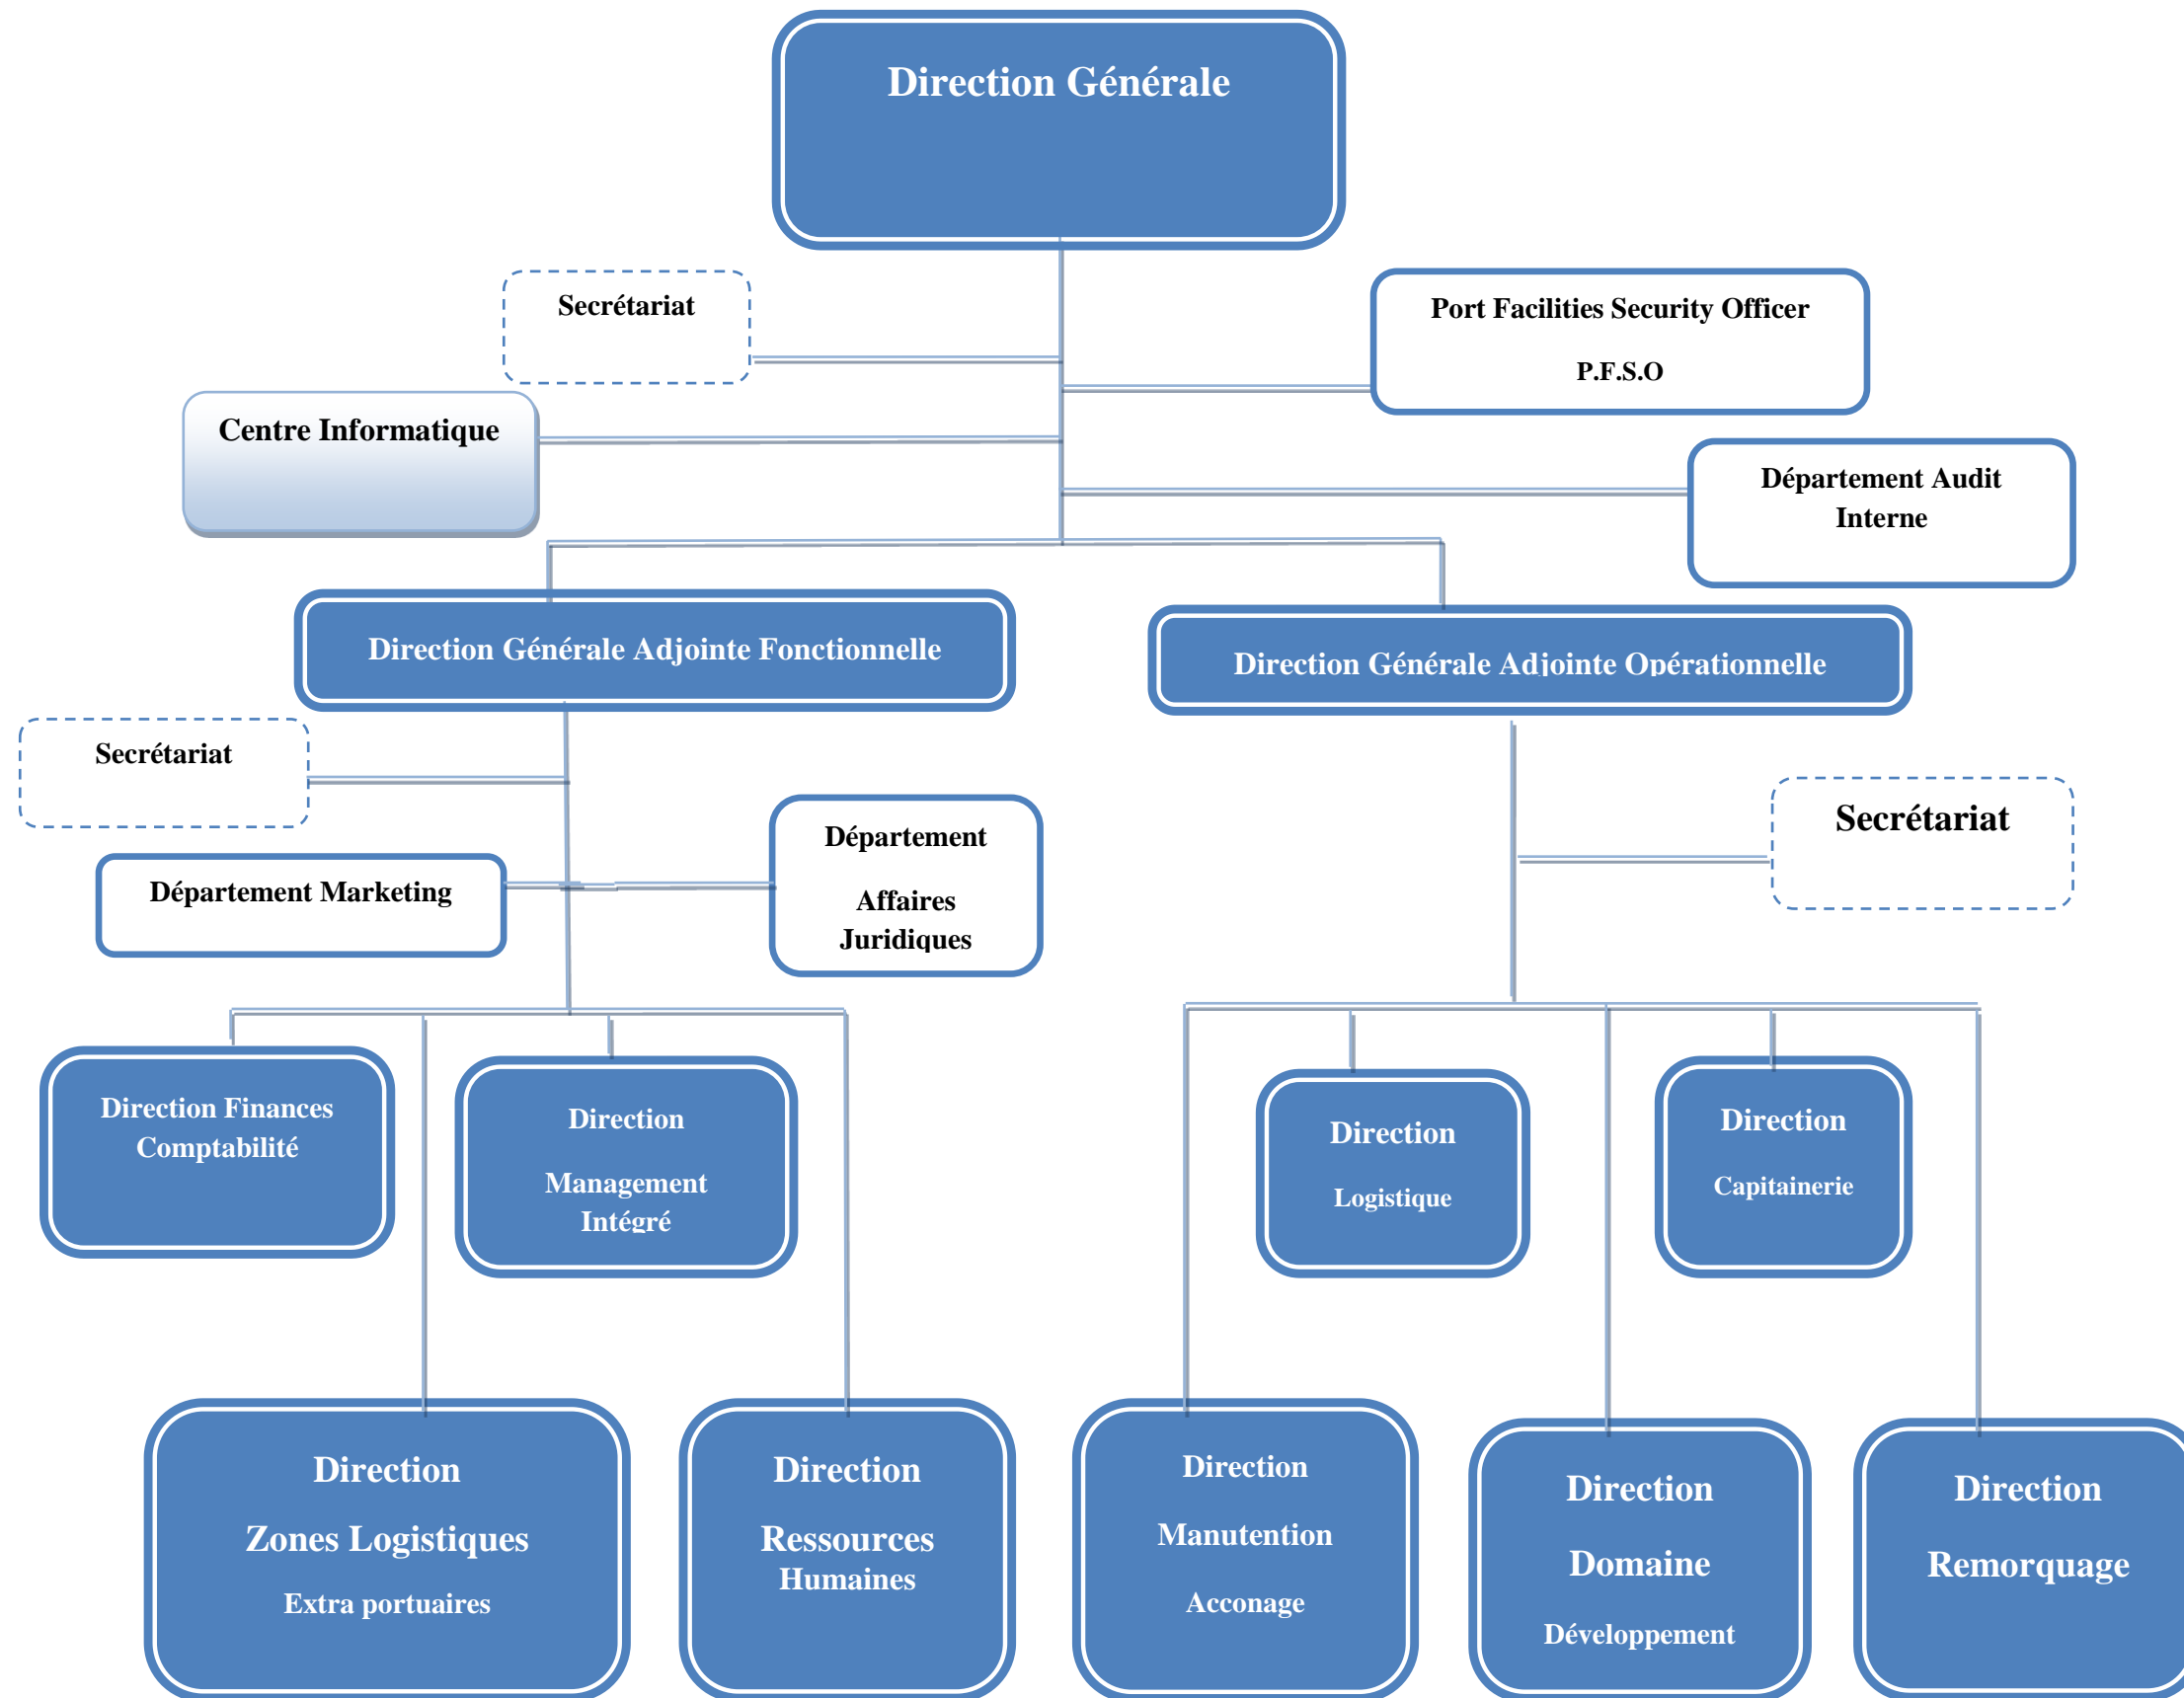 Direction Générale
Secrétariat
Port Facilities Security Officer
P.F.S.O
Centre Informatique
Département Audit
Interne
Direction Générale Adjointe Fonctionnelle
Direction Générale Adjointe Opérationnelle
Secrétariat
Secrétariat
Département Marketing
Département
Affaires
Juridiques
Direction Finances
Comptabilité
Direction
Management
Intégré
Direction
Logistique
Direction
Capitainerie
Direction
Zones Logistiques
Extra portuaires
Direction
Ressources
Humaines
Direction
Manutention
Acconage
Direction
Domaine
Développement
Direction
Remorquage